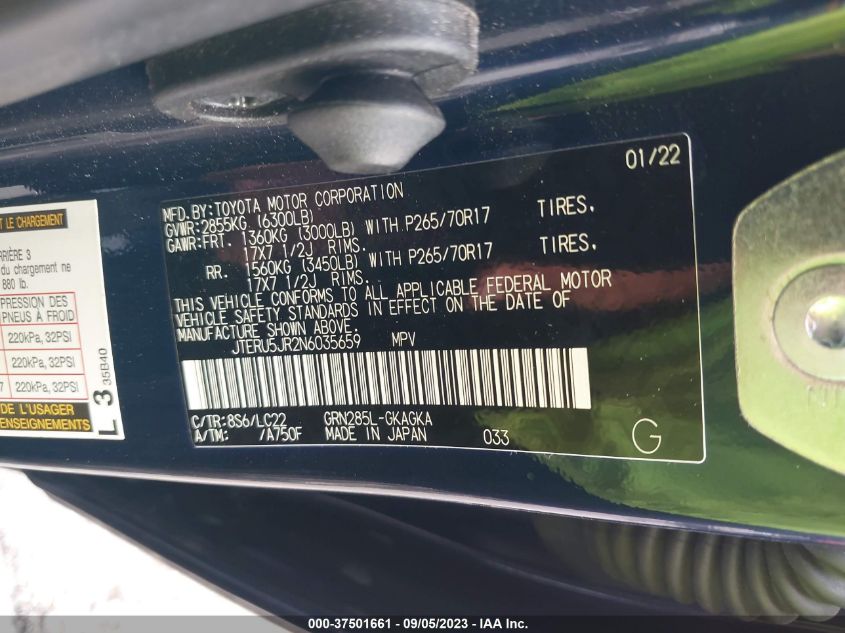 01/22
MFD. BY: TOYOTA MOTOR CORPORATION
GVWR: 2855KG (6300LB)
GAWR: FRT. 1360KG (3000LB) WITH P265/70R17 TIRES.
17X7 1/2J RIMS.
RR. 1560KG (3450LB) WITH P265/70R17 TIRES.
17X7 1/2J RIMS.
THIS VEHICLE CONFORMS TO ALL APPLICABLE FEDERAL MOTOR
VEHICLE SAFETY STANDARDS IN EFFECT ON THE DATE OF
MANUFACTURE SHOWN ABOVE.
JTERU5JR2N6035659 MPV
C/TR: 8S6/LC22 GRN285L-GKAGKA
A/TM: /A750F MADE IN JAPAN 033
G
ET LE CHARGEMENT
ARRIÈRE 3
du chargement ne
880 lb.
PRESSION DES
PNEUS À FROID
220kPa, 32PSI
220kPa, 32PSI
220kPa, 32PSI
DE L'USAGER
RENSEIGNEMENTS
L 3 35B40
000-37501661 - 09/05/2023 - IAA Inc.